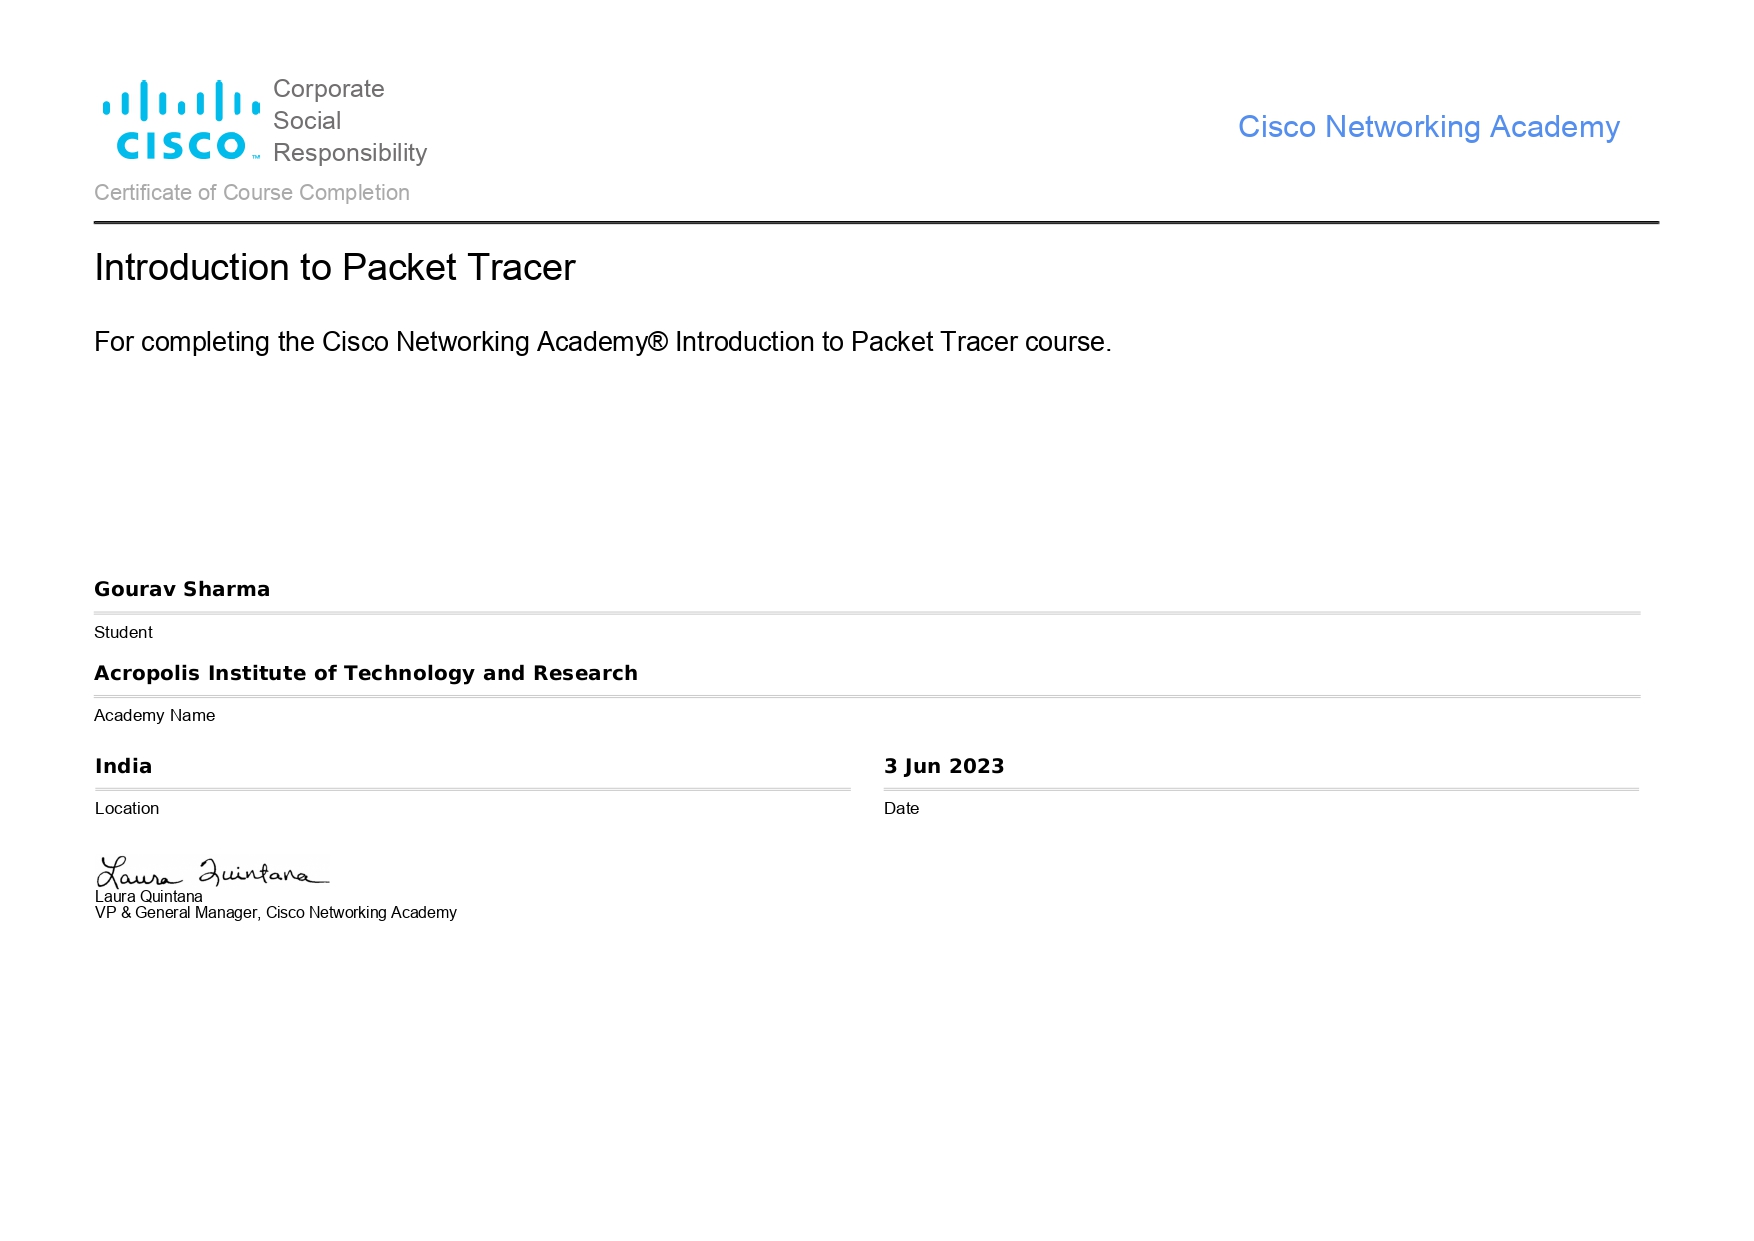 Corporate
Social
Responsibility
CISCO™
Cisco Networking Academy
Certificate of Course Completion
Introduction to Packet Tracer
For completing the Cisco Networking Academy® Introduction to Packet Tracer course.
Gourav Sharma
Student
Acropolis Institute of Technology and Research
Academy Name
India
3 Jun 2023
Location
Date
Laura Quintana
Laura Quintana
VP & General Manager, Cisco Networking Academy